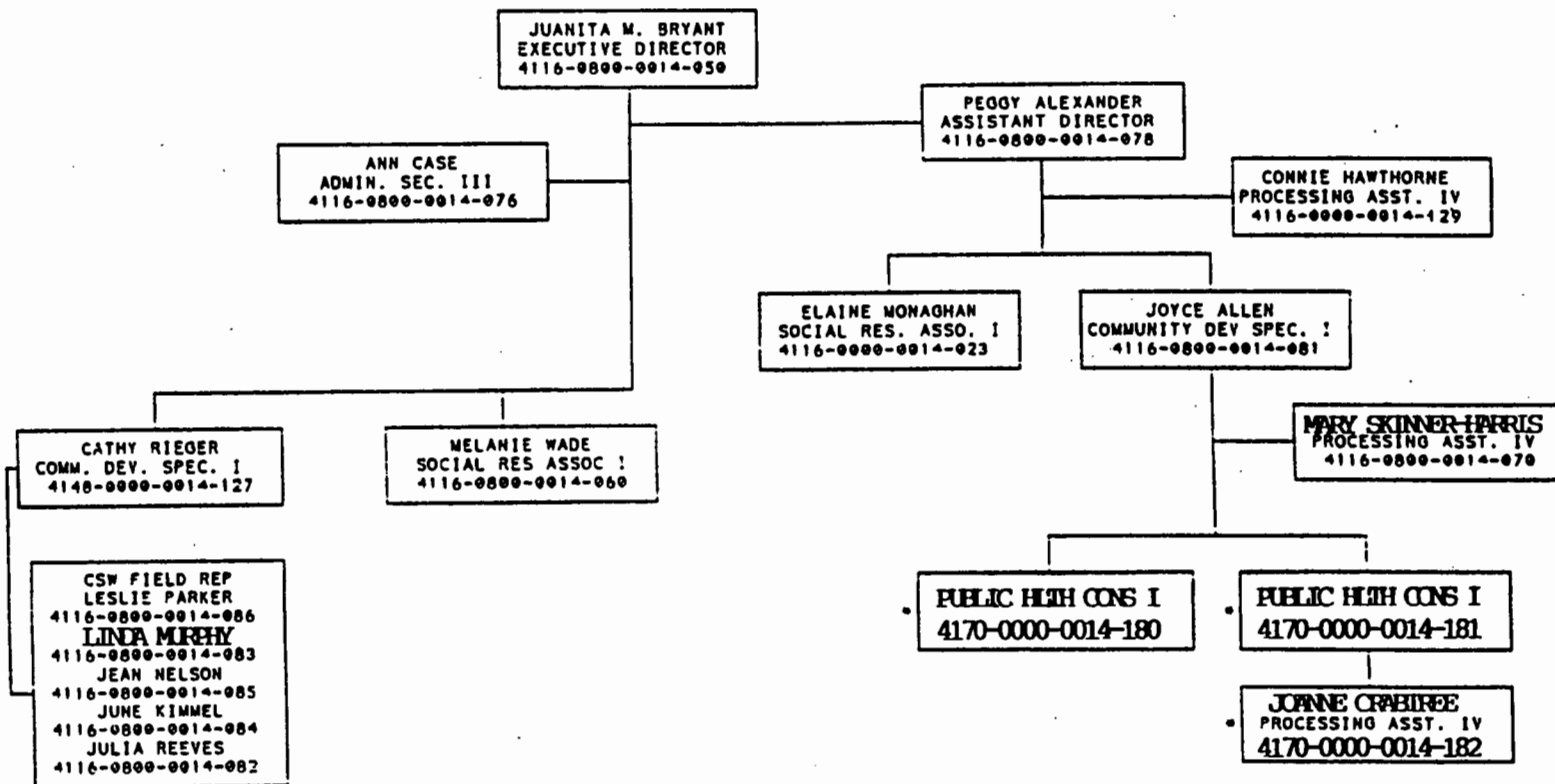 JUANITA M. BRYANT
EXECUTIVE DIRECTOR
4116-0800-0014-050
PEGGY ALEXANDER
ASSISTANT DIRECTOR
4116-0800-0014-078
ANN CASE
ADMIN. SEC. III
4116-0800-0014-076
CONNIE HAWTHORNE
PROCESSING ASST. IV
4116-0000-0014-129
ELAINE MONAGHAN
SOCIAL RES. ASSO. I
4116-0000-0014-023
JOYCE ALLEN
COMMUNITY DEV SPEC. I
4116-0800-0014-081
CATHY RIEGER
COMM. DEV. SPEC. I
4148-0000-0014-127
MELANIE WADE
SOCIAL RES ASSOC I
4116-0800-0014-060
MARY SKINNER-HARRIS
PROCESSING ASST. IV
4116-0800-0014-070
CSW FIELD REP
LESLIE PARKER
4116-0800-0014-086
LINDA MURPHY
4116-0800-0014-083
JEAN NELSON
4116-0800-0014-085
JUNE KIMMEL
4116-0800-0014-084
JULIA REEVES
4116-0800-0014-082
* PUBLIC HLTH CONS I
4170-0000-0014-180
* PUBLIC HLTH CONS I
4170-0000-0014-181
* JOANNE CRABTREE
PROCESSING ASST. IV
4170-0000-0014-182